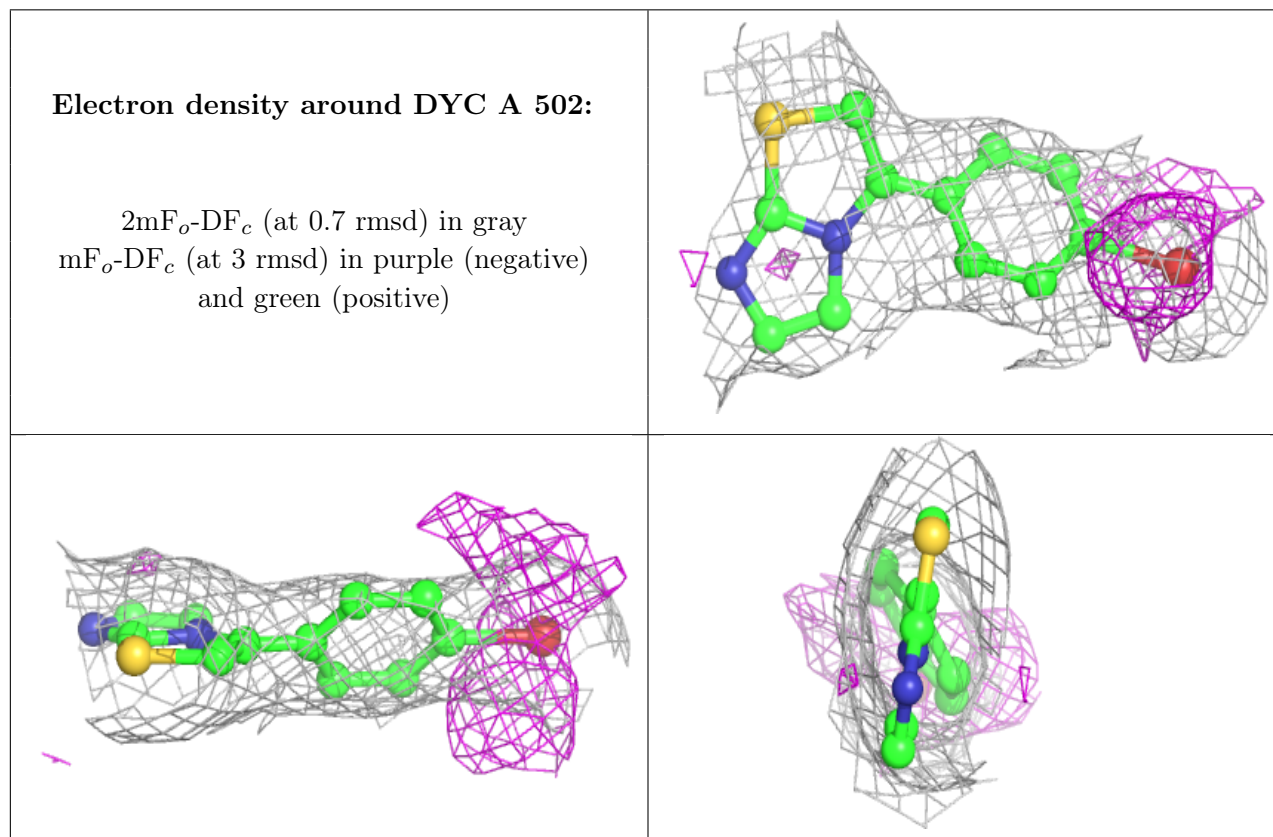 Electron density around DYC A 502:
2mFo-DFc (at 0.7 rmsd) in gray
mFo-DFc (at 3 rmsd) in purple (negative)
and green (positive)